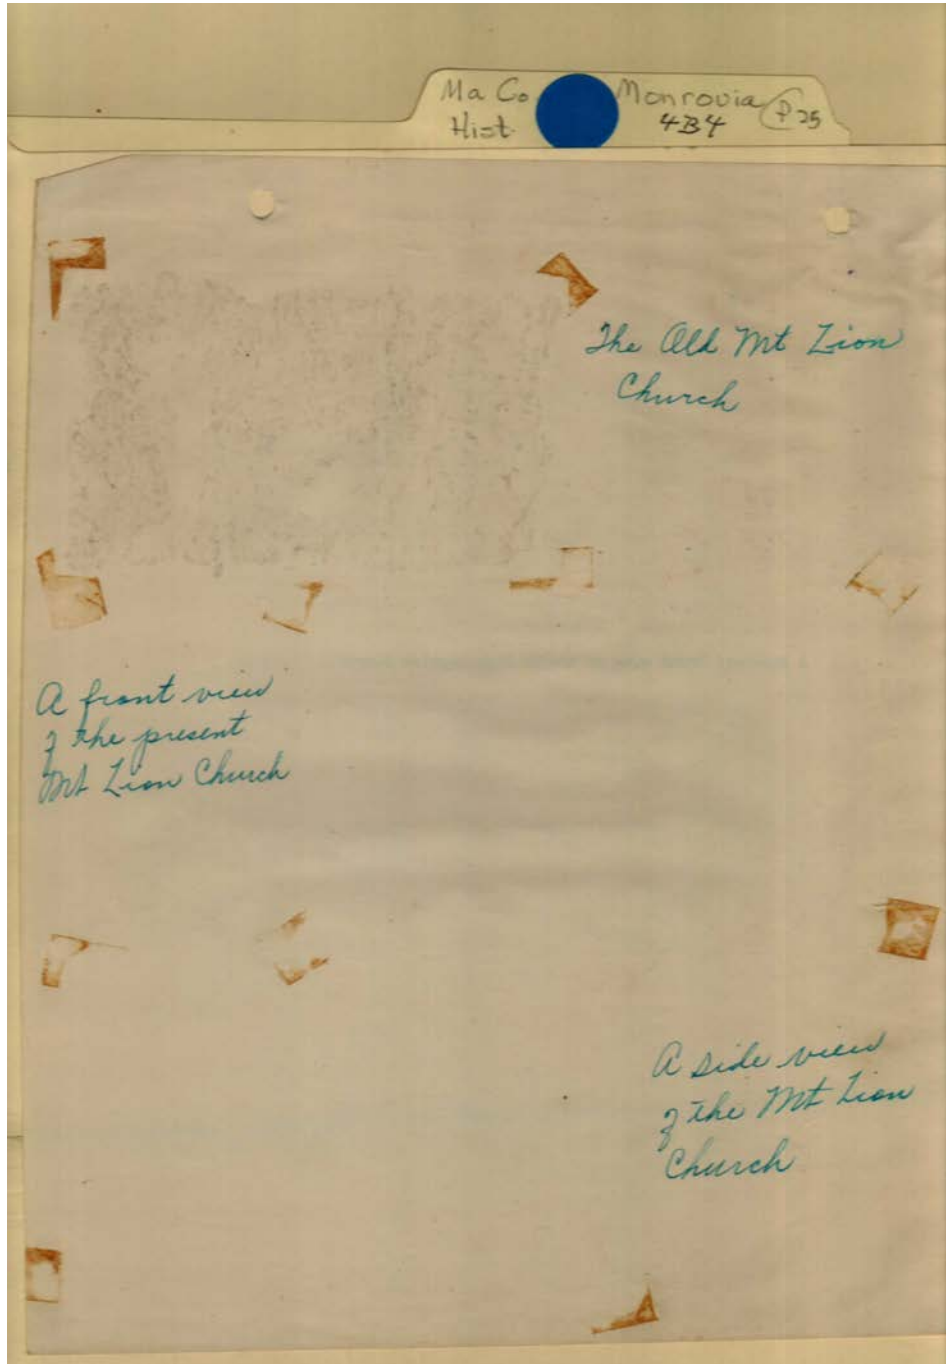 Ma Co Monrovia P 25
Hist. 4B4
The Old Mt Zion
Church
A front view
of the present
Mt Zion Church
A side view
of the Mt Zion
Church